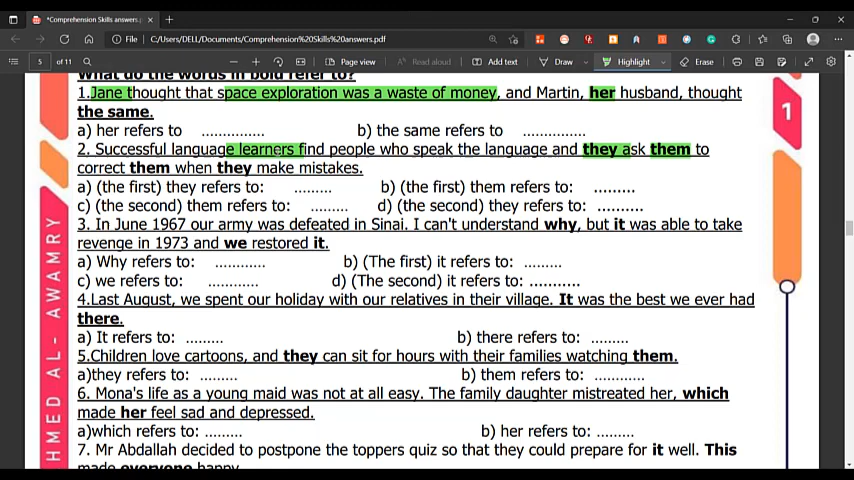 *Comprehension Skills answers.p
File
C:/Users/DELL/Documents/Comprehension%20Skills%20answers.pdf
5 of 11
Page view
Read aloud
Add text
Draw
Highlight
Erase
What do the words in bold refer to?
1.Jane thought that space exploration was a waste of money, and Martin, her husband, thought
the same.
a) her refers to ............... b) the same refers to ...............
2. Successful language learners find people who speak the language and they ask them to
correct them when they make mistakes.
a) (the first) they refers to: ......... b) (the first) them refers to: .........
c) (the second) them refers to: ......... d) (the second) they refers to: ..........
3. In June 1967 our army was defeated in Sinai. I can't understand why, but it was able to take
revenge in 1973 and we restored it.
a) Why refers to: ............ b) (The first) it refers to: .........
c) we refers to: ............ d) (The second) it refers to: ...........
4.Last August, we spent our holiday with our relatives in their village. It was the best we ever had
there.
a) It refers to: ......... b) there refers to: .........
5.Children love cartoons, and they can sit for hours with their families watching them.
a)they refers to: ......... b) them refers to: ............
6. Mona's life as a young maid was not at all easy. The family daughter mistreated her, which
made her feel sad and depressed.
a)which refers to: ......... b) her refers to: .........
7. Mr Abdallah decided to postpone the toppers quiz so that they could prepare for it well. This
made everyone happy.
HMED AL- AWAMRY
1